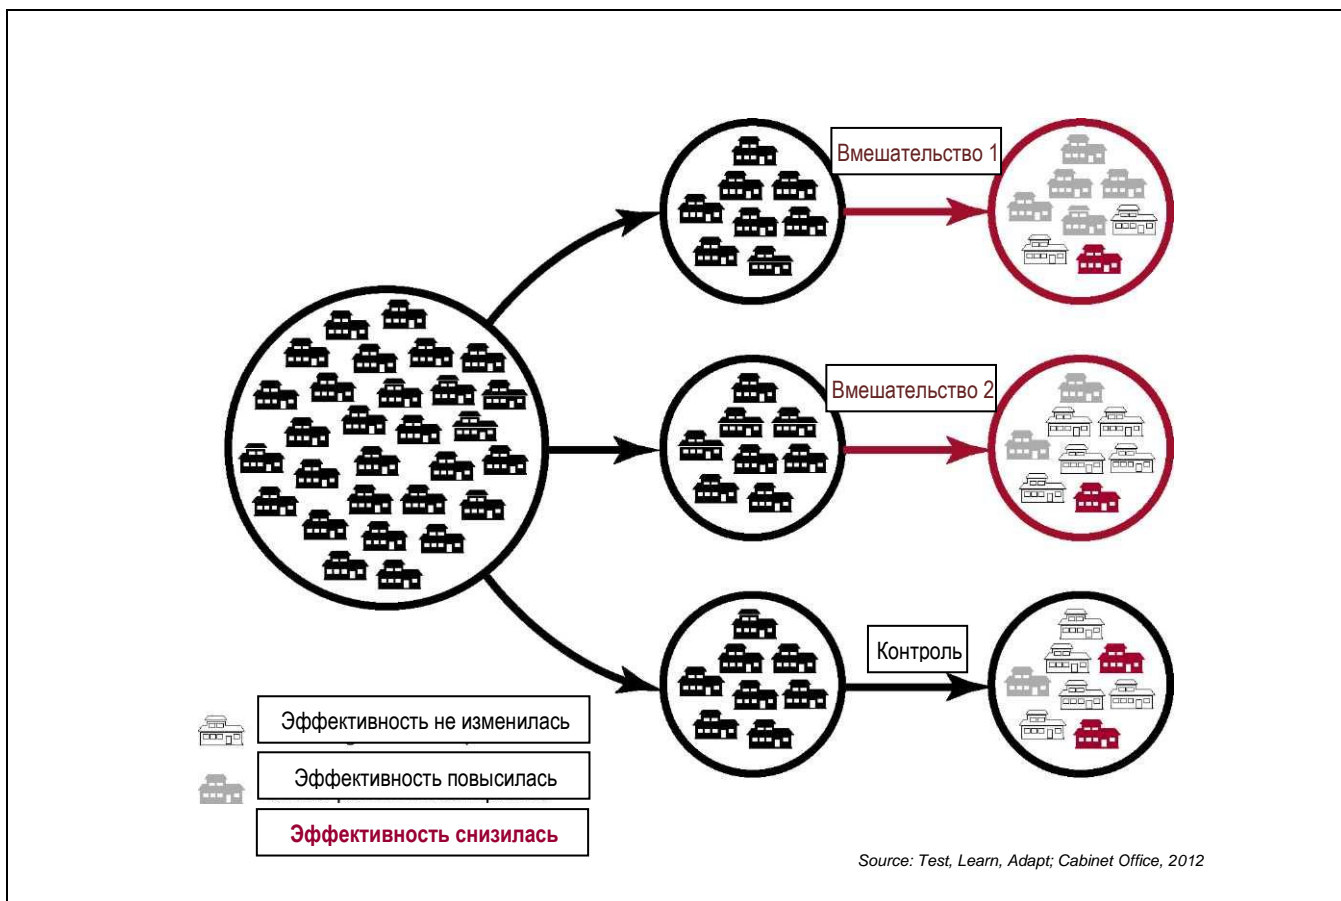 Вмешательство 1
Вмешательство 2
Контроль
Эффективность не изменилась
Эффективность повысилась
Эффективность снизилась
Source: Test, Learn, Adapt; Cabinet Office, 2012